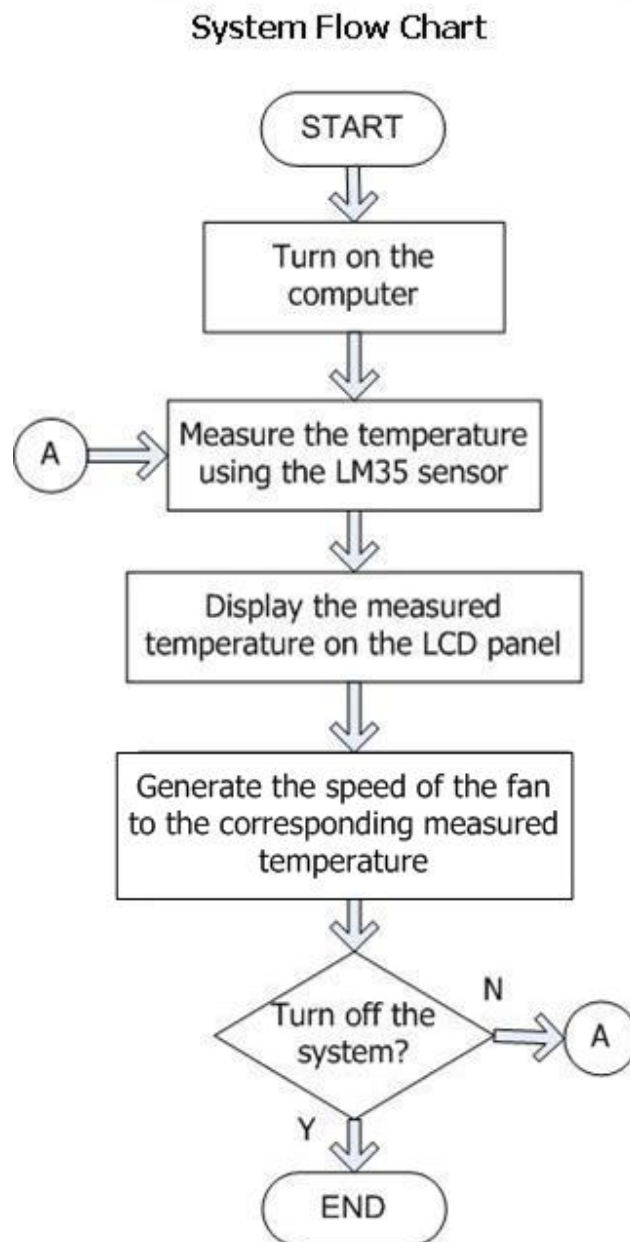 System Flow Chart
START
Turn on the
computer
A
Measure the temperature
using the LM35 sensor
Display the measured
temperature on the LCD panel
Generate the speed of the fan
to the corresponding measured
temperature
N
Turn off the
system?
A
Y
END